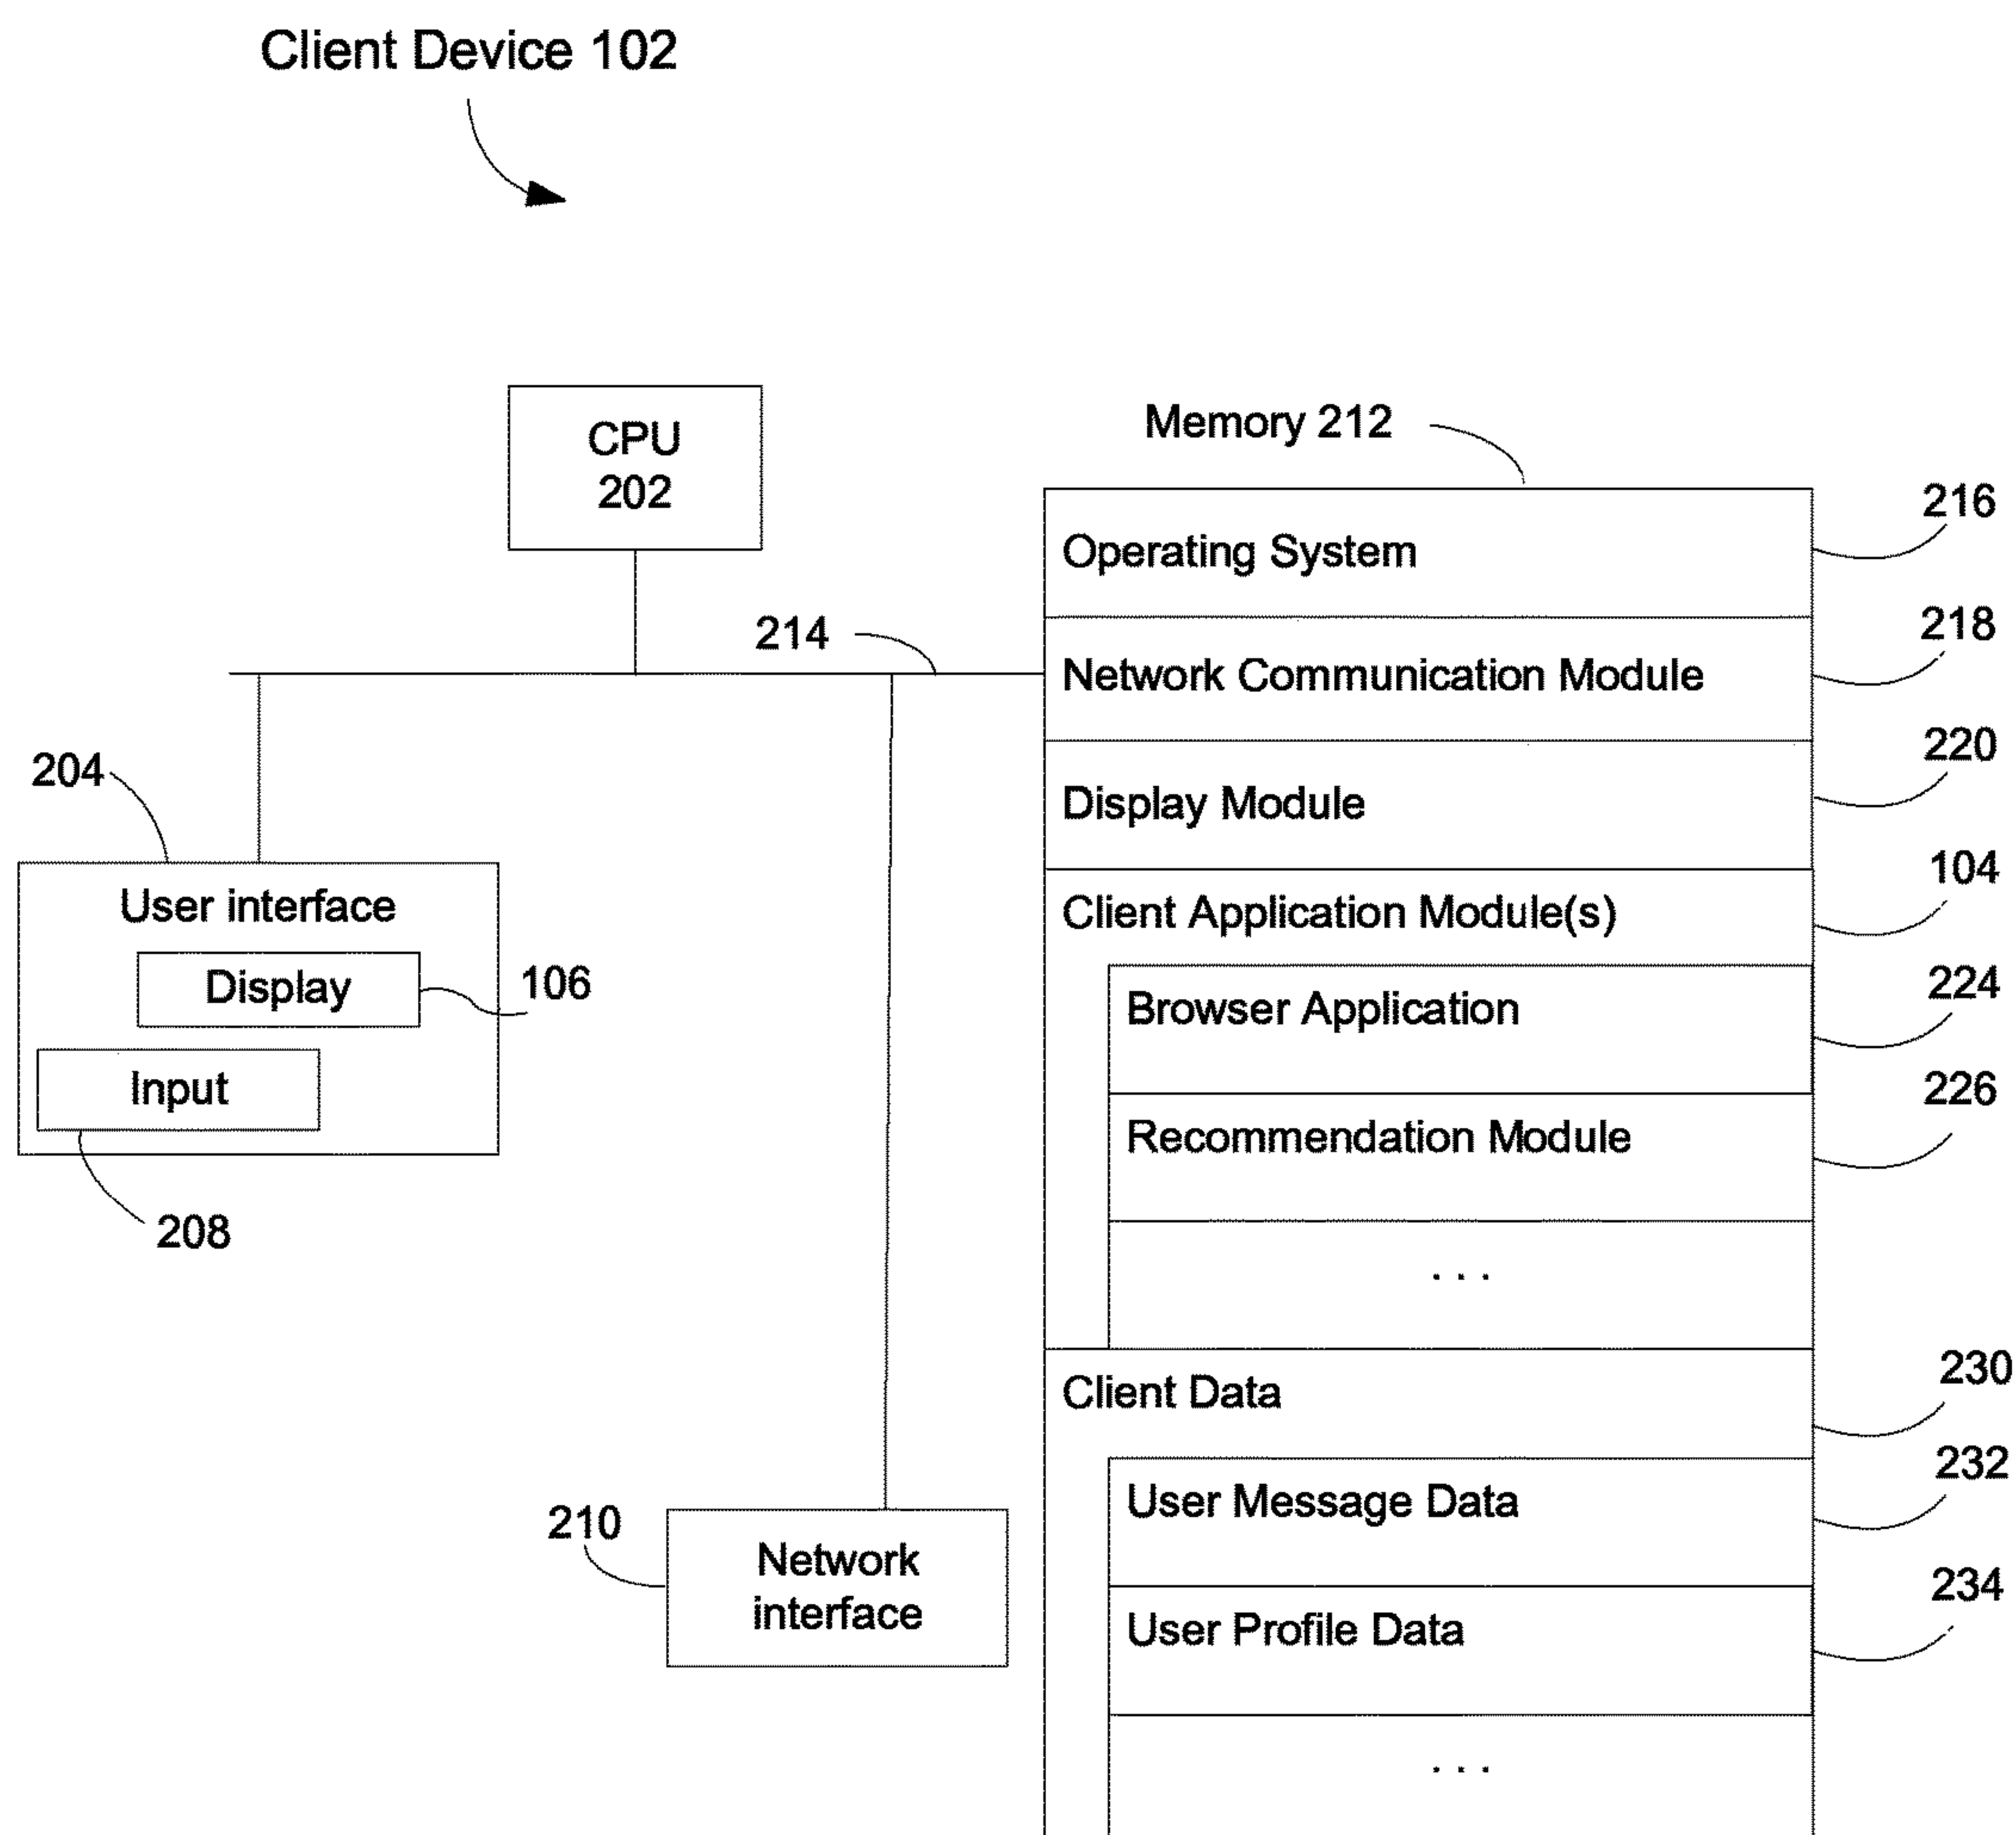 Client Device 102
CPU
202
Memory 212
216
Operating System
214
218
Network Communication Module
204
220
Display Module
User interface
104
Client Application Module(s)
Display
106
224
Browser Application
Input
226
Recommendation Module
208
. . .
230
Client Data
232
User Message Data
210
Network
interface
234
User Profile Data
. . .